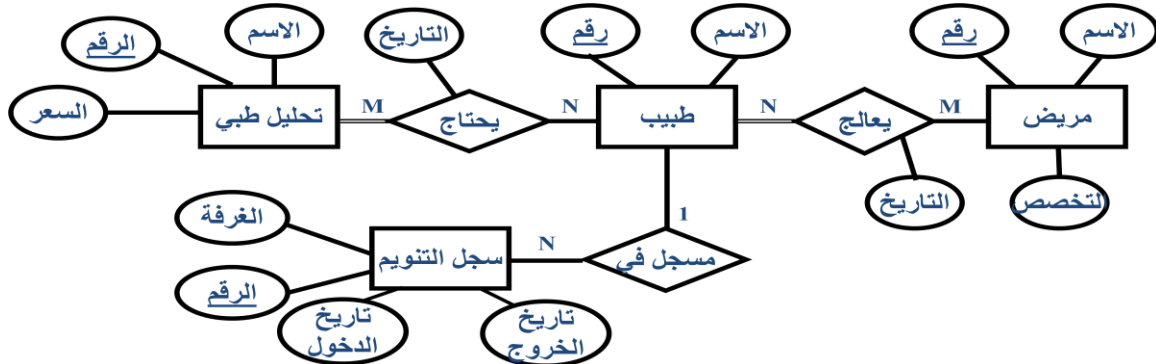 الاسم
رقم
الاسم
رقم
التاريخ
الاسم
الرقم
السعر
مريض
M
يعالج
N
طبيب
N
يحتاج
M
تحليل طبي
التخصص
التاريخ
1
مسجل في
N
سجل التنويم
الغرفة
الرقم
تاريخ
الخروج
تاريخ
الدخول